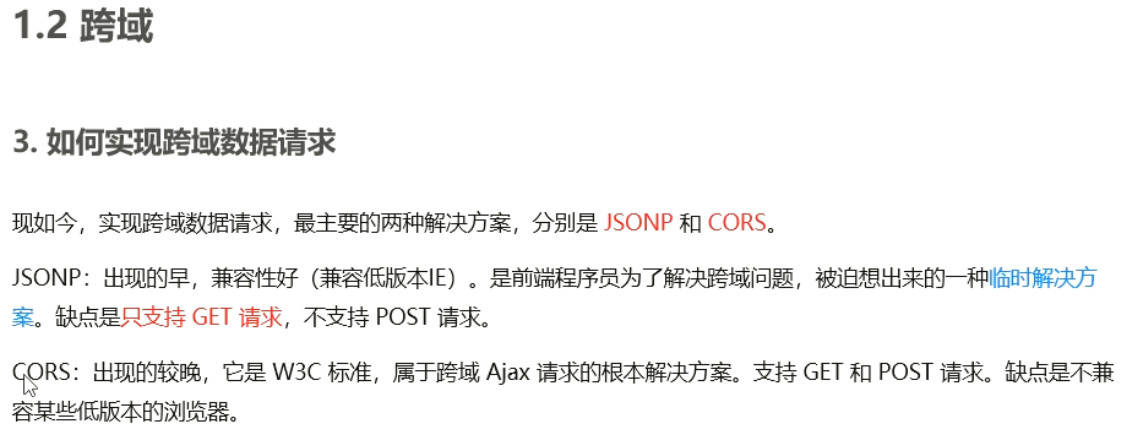 1.2 跨域
3. 如何实现跨域数据请求
现如今，实现跨域数据请求，最主要的两种解决方案，分别是 JSONP 和 CORS。
JSONP：出现的早，兼容性好（兼容低版本IE）。是前端程序员为了解决跨域问题，被迫想出来的一种临时解决方
案。缺点是只支持 GET 请求，不支持 POST 请求。
CORS：出现的较晚，它是 W3C 标准，属于跨域 Ajax 请求的根本解决方案。支持 GET 和 POST 请求。缺点是不兼
容某些低版本的浏览器。